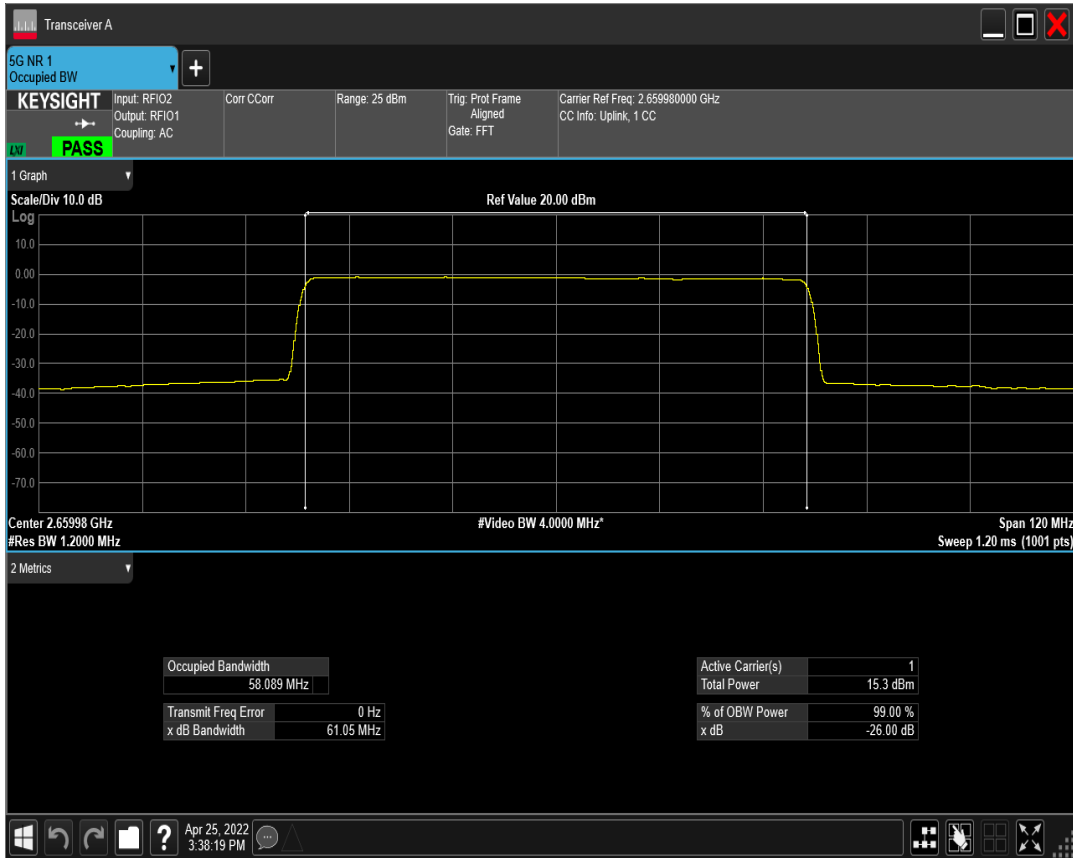 Transceiver A
5G NR 1
Occupied BW
KEYSIGHT
LXI
PASS
Input: RFIO2
Output: RFIO1
Coupling: AC
Corr CCorr
Range: 25 dBm
Trig: Prot Frame
Aligned
Gate: FFT
Carrier Ref Freq: 2.659980000 GHz
CC Info: Uplink, 1 CC
1 Graph
Scale/Div 10.0 dB
Ref Value 20.00 dBm
Log
10.0
0.00
-10.0
-20.0
-30.0
-40.0
-50.0
-60.0
-70.0
Center 2.65998 GHz
#Video BW 4.0000 MHz*
Span 120 MHz
#Res BW 1.2000 MHz
Sweep 1.20 ms (1001 pts)
2 Metrics
Occupied Bandwidth
58.089 MHz
Transmit Freq Error 0 Hz
x dB Bandwidth 61.05 MHz
Active Carrier(s) 1
Total Power 15.3 dBm
% of OBW Power 99.00 %
x dB -26.00 dB
Apr 25, 2022
3:38:19 PM